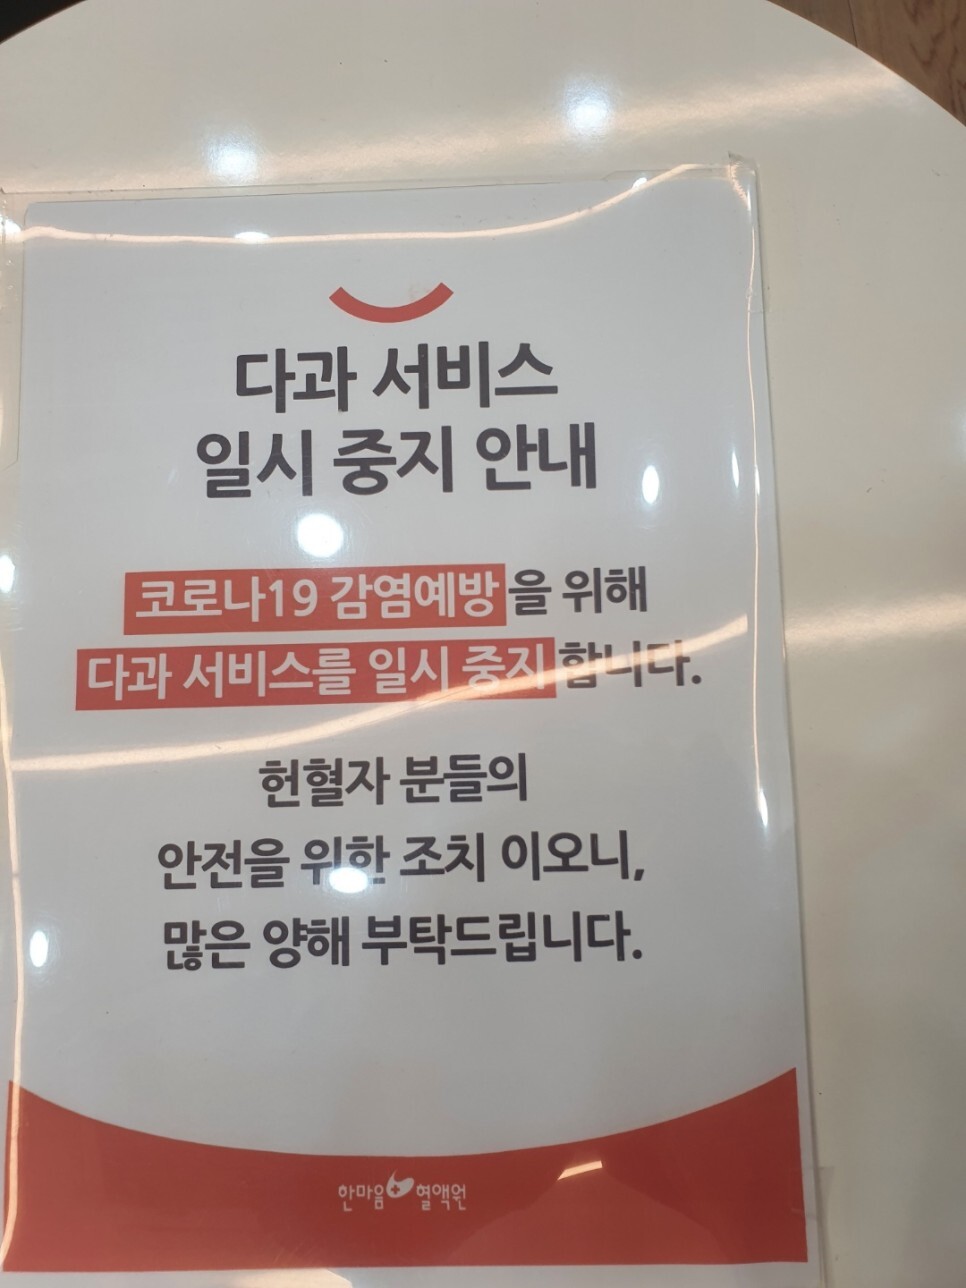 다과 서비스
일시 중지 안내
코로나19 감염예방을 위해
다과 서비스를 일시 중지합니다.
헌혈자 분들의
안전을 위한 조치 이오니,
많은 양해 부탁드립니다.
한마음 혈액원